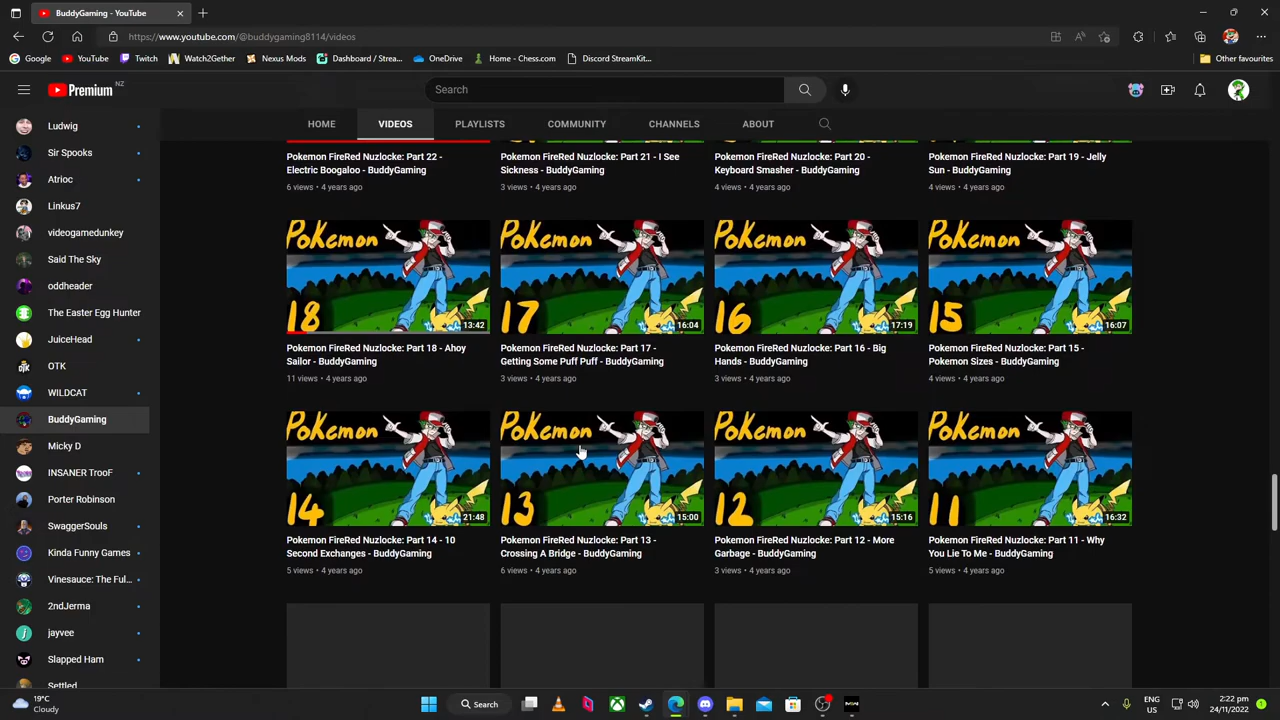 BuddyGaming - YouTube
https://www.youtube.com/@buddygaming8114/videos
Google YouTube Twitch Watch2Gether Nexus Mods Dashboard / Strea... OneDrive Home - Chess.com Discord StreamKit... Other favourites
Premium NZ Search
HOME VIDEOS PLAYLISTS COMMUNITY CHANNELS ABOUT
Ludwig
Sir Spooks
Atrioc
Linkus7
videogamedunkey
Said The Sky
oddheader
The Easter Egg Hunter
JuiceHead
OTK
WILDCAT
BuddyGaming
Micky D
INSANER TrooF
Porter Robinson
SwaggerSouls
Kinda Funny Games
Vinesauce: The Ful...
2ndJerma
jayvee
Slapped Ham
Settled
Pokemon FireRed Nuzlocke: Part 22 -
Electric Boogaloo - BuddyGaming
6 views • 4 years ago
Pokemon FireRed Nuzlocke: Part 21 - I See
Sickness - BuddyGaming
3 views • 4 years ago
Pokemon FireRed Nuzlocke: Part 20 -
Keyboard Smasher - BuddyGaming
4 views • 4 years ago
Pokemon FireRed Nuzlocke: Part 19 - Jelly
Sun - BuddyGaming
4 views • 4 years ago
Pokemon
18
13:42
Pokemon FireRed Nuzlocke: Part 18 - Ahoy
Sailor - BuddyGaming
11 views • 4 years ago
Pokemon
17
16:04
Pokemon FireRed Nuzlocke: Part 17 -
Getting Some Puff Puff - BuddyGaming
3 views • 4 years ago
Pokemon
16
17:19
Pokemon FireRed Nuzlocke: Part 16 - Big
Hands - BuddyGaming
3 views • 4 years ago
Pokemon
15
16:07
Pokemon FireRed Nuzlocke: Part 15 -
Pokemon Sizes - BuddyGaming
4 views • 4 years ago
Pokemon
14
21:48
Pokemon FireRed Nuzlocke: Part 14 - 10
Second Exchanges - BuddyGaming
5 views • 4 years ago
Pokemon
13
15:00
Pokemon FireRed Nuzlocke: Part 13 -
Crossing A Bridge - BuddyGaming
6 views • 4 years ago
Pokemon
12
15:16
Pokemon FireRed Nuzlocke: Part 12 - More
Garbage - BuddyGaming
3 views • 4 years ago
Pokemon
11
16:32
Pokemon FireRed Nuzlocke: Part 11 - Why
You Lie To Me - BuddyGaming
5 views • 4 years ago
19°C
Cloudy
Search
ENG
US
2:22 pm
24/11/2022